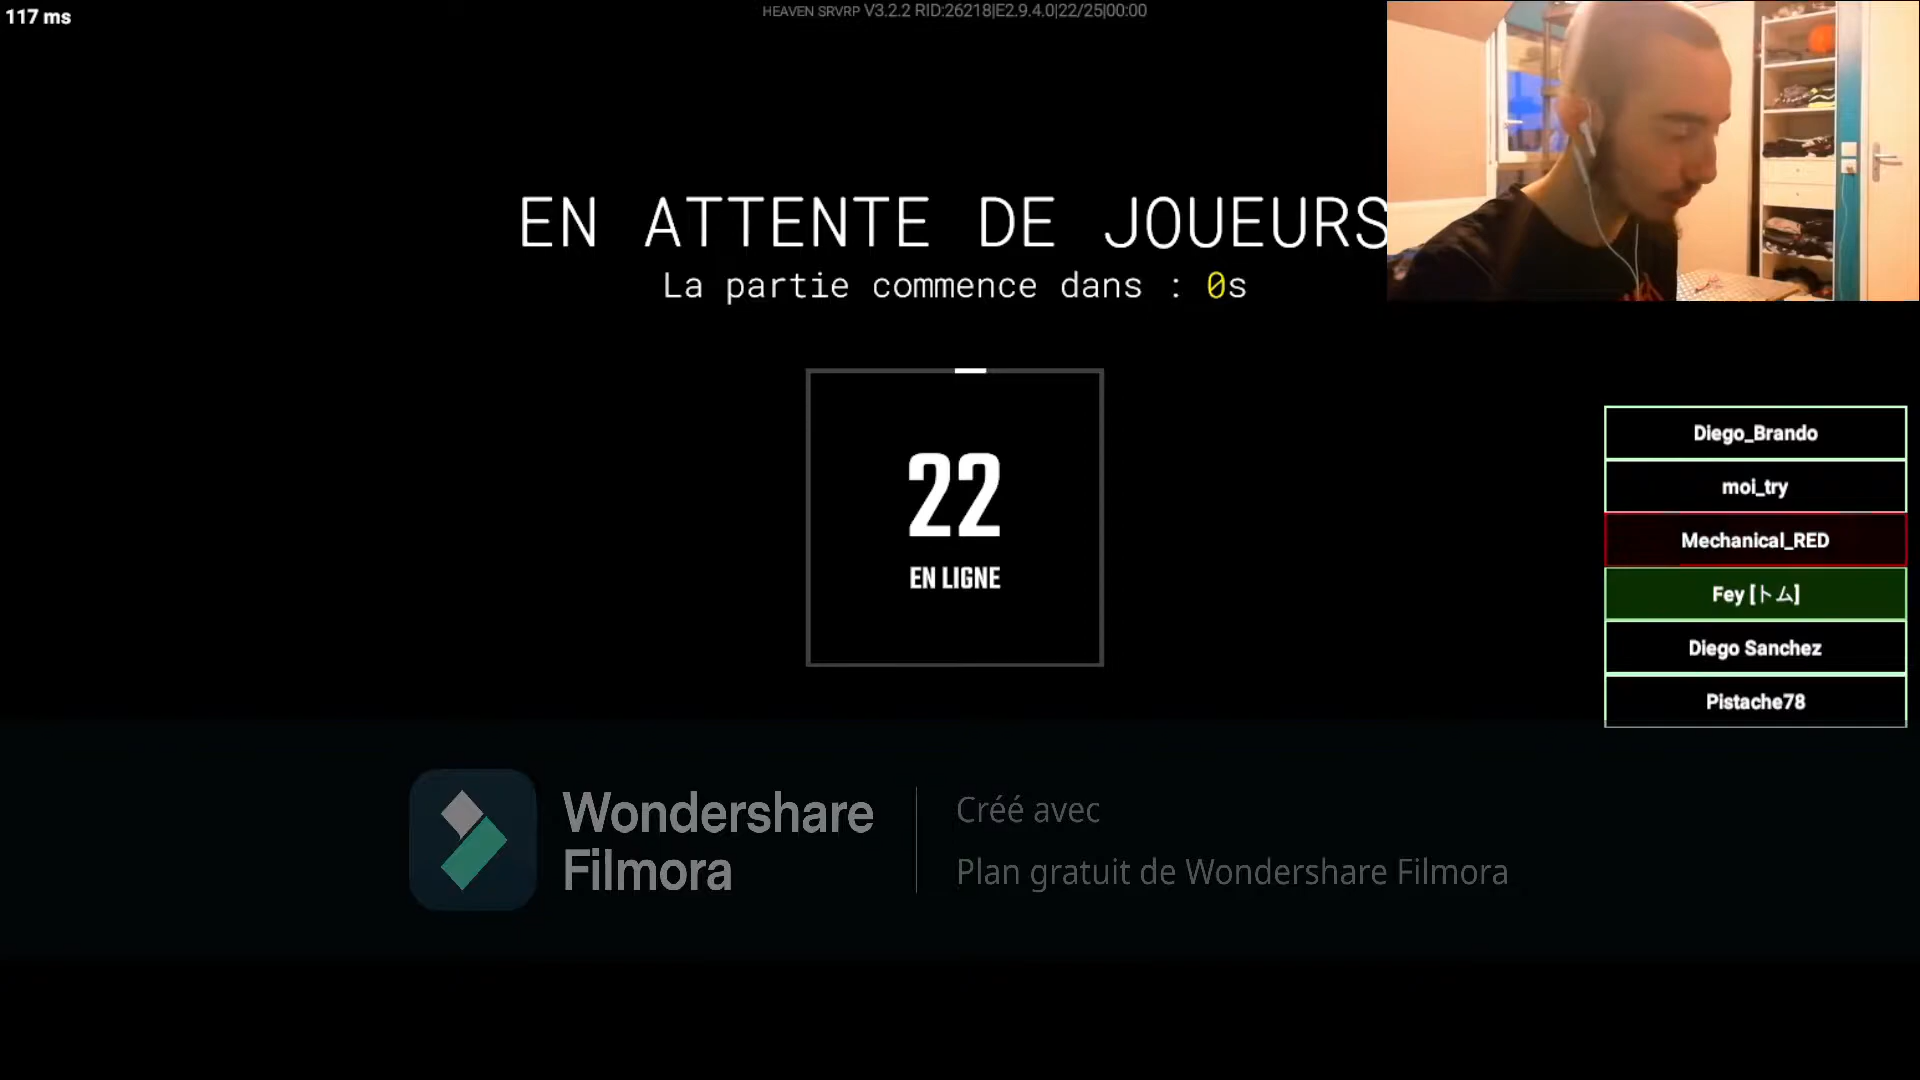 117 ms
HEAVEN SRVRP V3.2.2 RID:26218|E2.9.4.0|22/25|00:00
EN ATTENTE DE JOUEURS
La partie commence dans : 0s
22
EN LIGNE
Diego_Brando
moi_try
Mechanical_RED
Fey [トム]
Diego Sanchez
Pistache78
Wondershare
Filmora
Créé avec
Plan gratuit de Wondershare Filmora